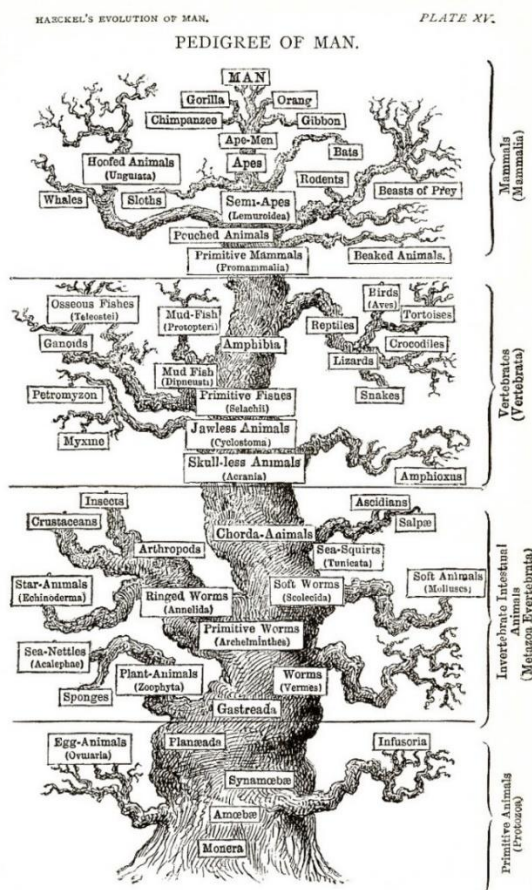 HAECKEL'S EVOLUTION OF MAN.
PLATE XV.
PEDIGREE OF MAN.
MAN
Gorilla
Orang
Chimpanzee
Gibbon
Ape-Men
Bats
Hoofed Animals
(Ungulata)
Apes
Rodents
Whales
Sloths
Semi-Apes
(Lemuroidea)
Beasts of Prey
Pouched Animals
Primitive Mammals
(Promammalia)
Beaked Animals.
Mammals
(Mammalia)
Osseous Fishes
(Teleostei)
Mud-Fish
(Protopteri)
Birds
(Aves)
Tortoises
Reptiles
Ganoids
Amphibia
Crocodiles
Lizards
Mud Fish
(Dipneusti)
Petromyzon
Primitive Fishes
(Selachii)
Snakes
Jawless Animals
(Cyclostoma)
Myxine
Skull-less Animals
(Acrania)
Amphioxus
Vertebrates
(Vertebrata)
Insects
Ascidians
Crustaceans
Salpæ
Chorda-Animals
Arthropods
Sea-Squirts
(Tunicata)
Star-Animals
(Echinoderma)
Ringed Worms
(Annelida)
Soft Worms
(Scolecida)
Soft Animals
(Molluscs)
Primitive Worms
(Archelminthes)
Sea-Nettles
(Acalephae)
Plant-Animals
(Zoophyta)
Worms
(Vermes)
Sponges
Gastreada
Invertebrate Intestinal
Animals
(Metazoa Evertebrata)
Egg-Animals
(Ovularia)
Planæada
Infusoria
Synamœbæ
Amœbæ
Monera
Primitive Animals
(Protozoa)